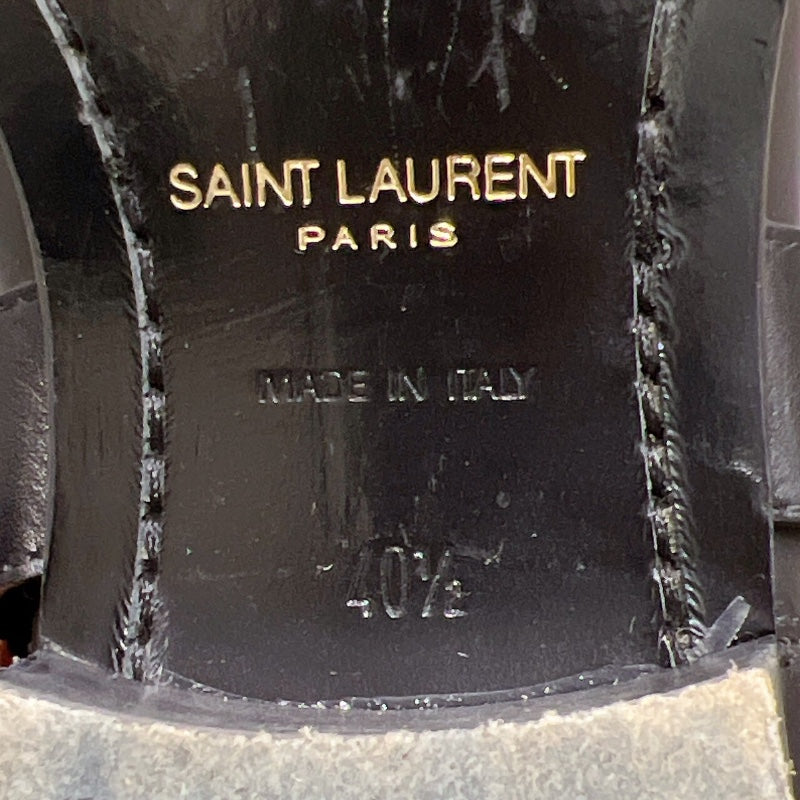 SAINT LAURENT
PARIS
MADE IN ITALY
40½